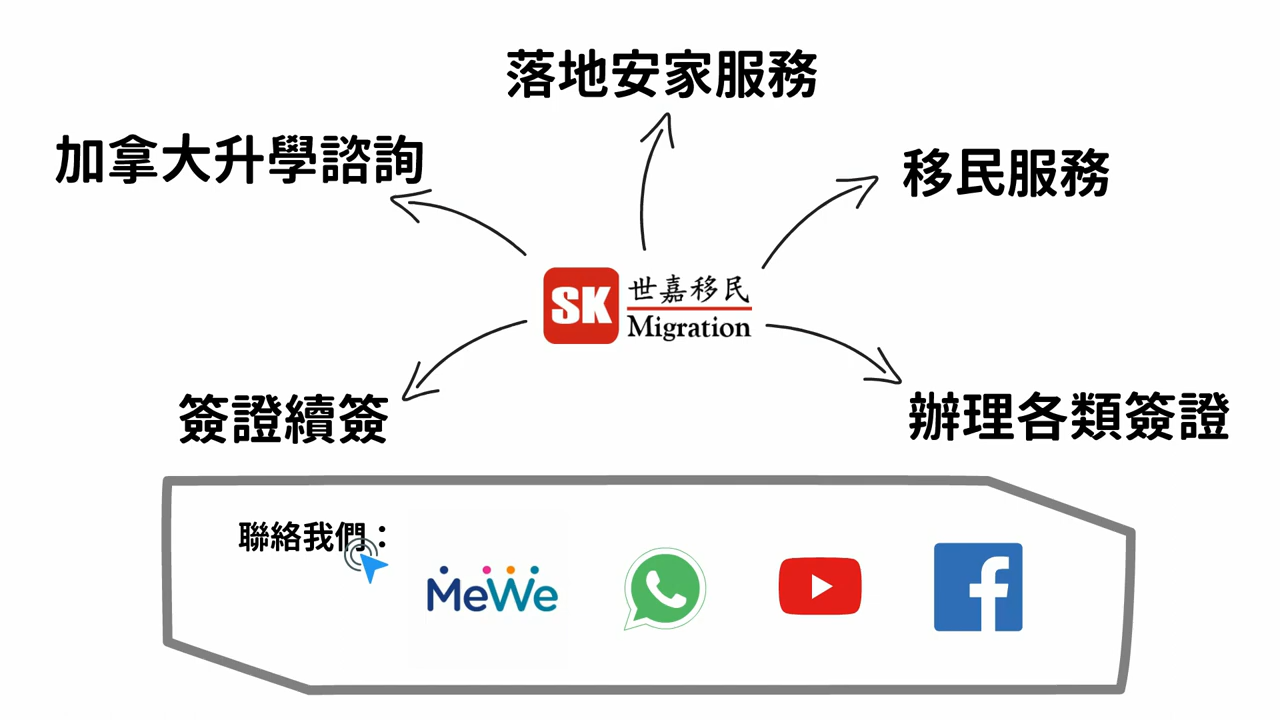 落地安家服務
加拿大升學諮詢
移民服務
SK 世嘉移民
Migration
簽證續簽
辦理各類簽證
聯絡我們：
MeWe